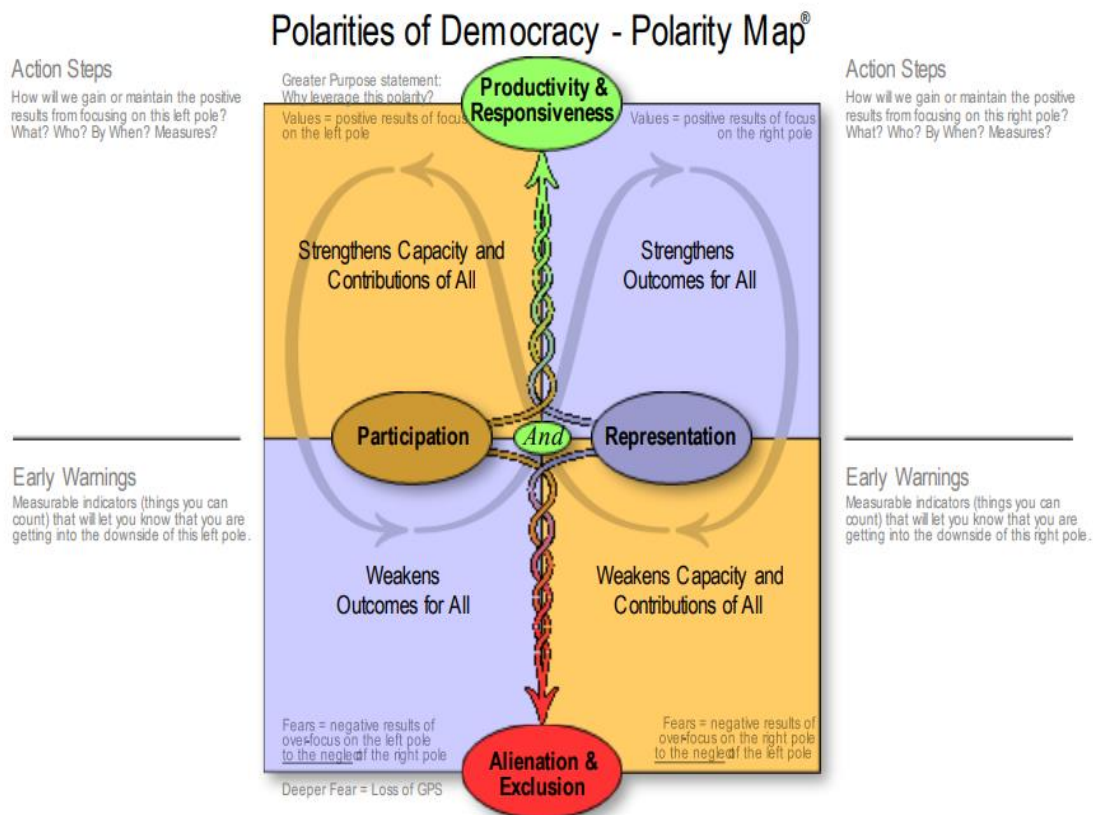 Polarities of Democracy - Polarity Map®
Action Steps
How will we gain or maintain the positive
results from focusing on this left pole?
What? Who? By When? Measures?
Greater Purpose statement:
Why leverage this polarity?
Values = positive results of focus
on the left pole
Productivity &
Responsiveness
Values = positive results of focus
on the right pole
Action Steps
How will we gain or maintain the positive
results from focusing on this right pole?
What? Who? By When? Measures?
Strengthens Capacity and
Contributions of All
Strengthens
Outcomes for All
Participation
And
Representation
Early Warnings
Measurable indicators (things you can
count) that will let you know that you are
getting into the downside of this left pole.
Early Warnings
Measurable indicators (things you can
count) that will let you know that you are
getting into the downside of this right pole.
Weakens
Outcomes for All
Weakens Capacity and
Contributions of All
Fears = negative results of
over-focus on the left pole
to the neglect of the right pole
Fears = negative results of
over-focus on the right pole
to the neglect of the left pole
Alienation &
Exclusion
Deeper Fear = Loss of GPS